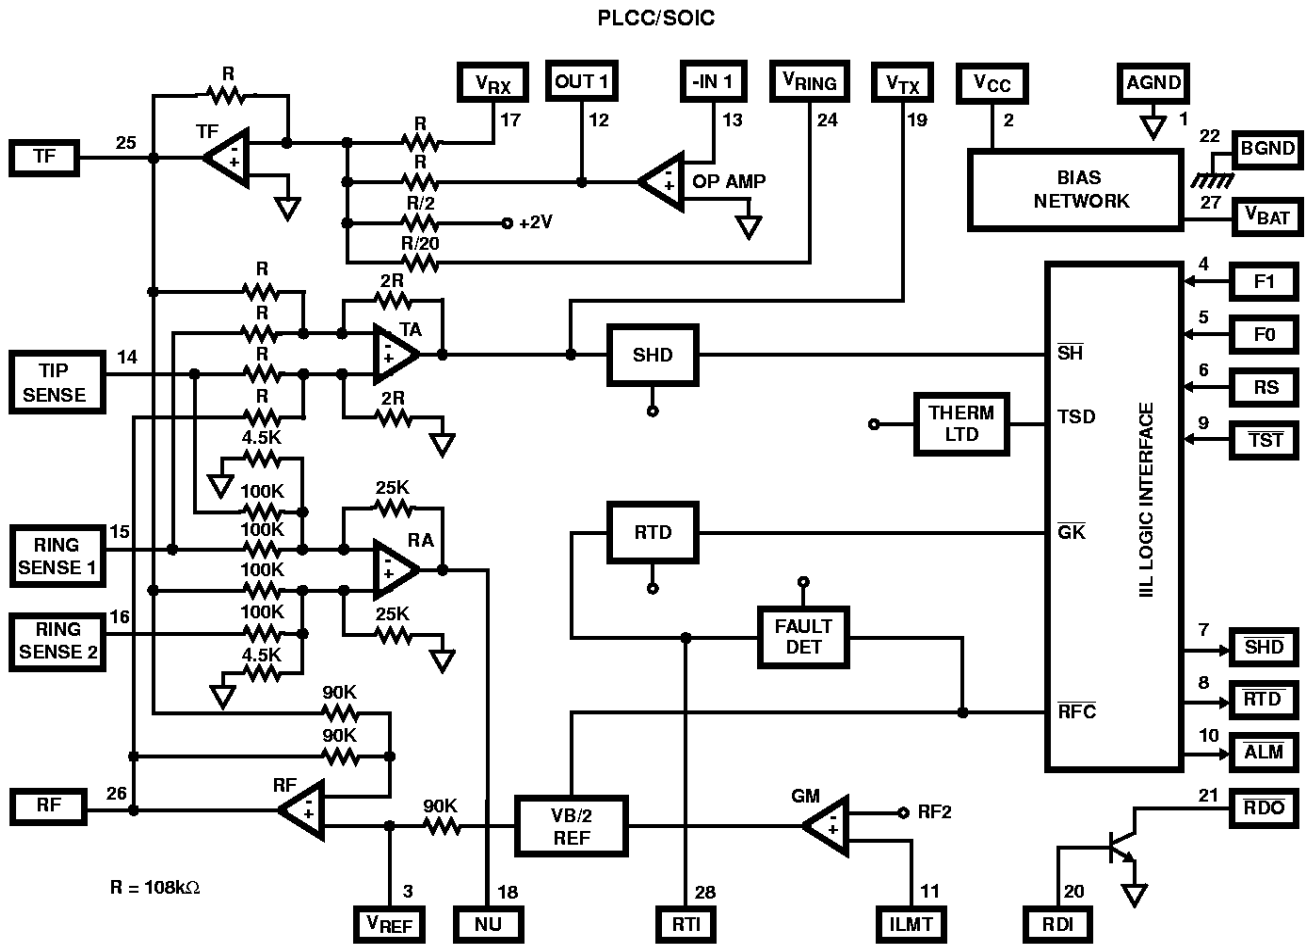 PLCC/SOIC
R
VRX
OUT 1
-IN 1
VRING
VTX
VCC
AGND
17
12
13
24
19
2
1
TF
25
TF
-
+
R
R
R/2
+2V
R/20
-
+
OP AMP
BIAS
NETWORK
22
BGND
27
VBAT
R
2R
R
TA
-
+
TIP
SENSE
14
R
R
2R
SHD
SH
THERM
LTD
TSD
IIL LOGIC INTERFACE
4
F1
5
F0
6
RS
9
TST
4.5K
100K
25K
RING
SENSE 1
15
100K
RA
-
+
RTD
GK
100K
RING
SENSE 2
16
100K
25K
4.5K
FAULT
DET
7
SHD
8
RTD
10
ALM
90K
90K
RFC
RF
26
RF
-
+
90K
VB/2
REF
GM
-
+
RF2
21
RDO
R = 108kΩ
3
18
28
11
20
VREF
NU
RTI
ILMT
RDI